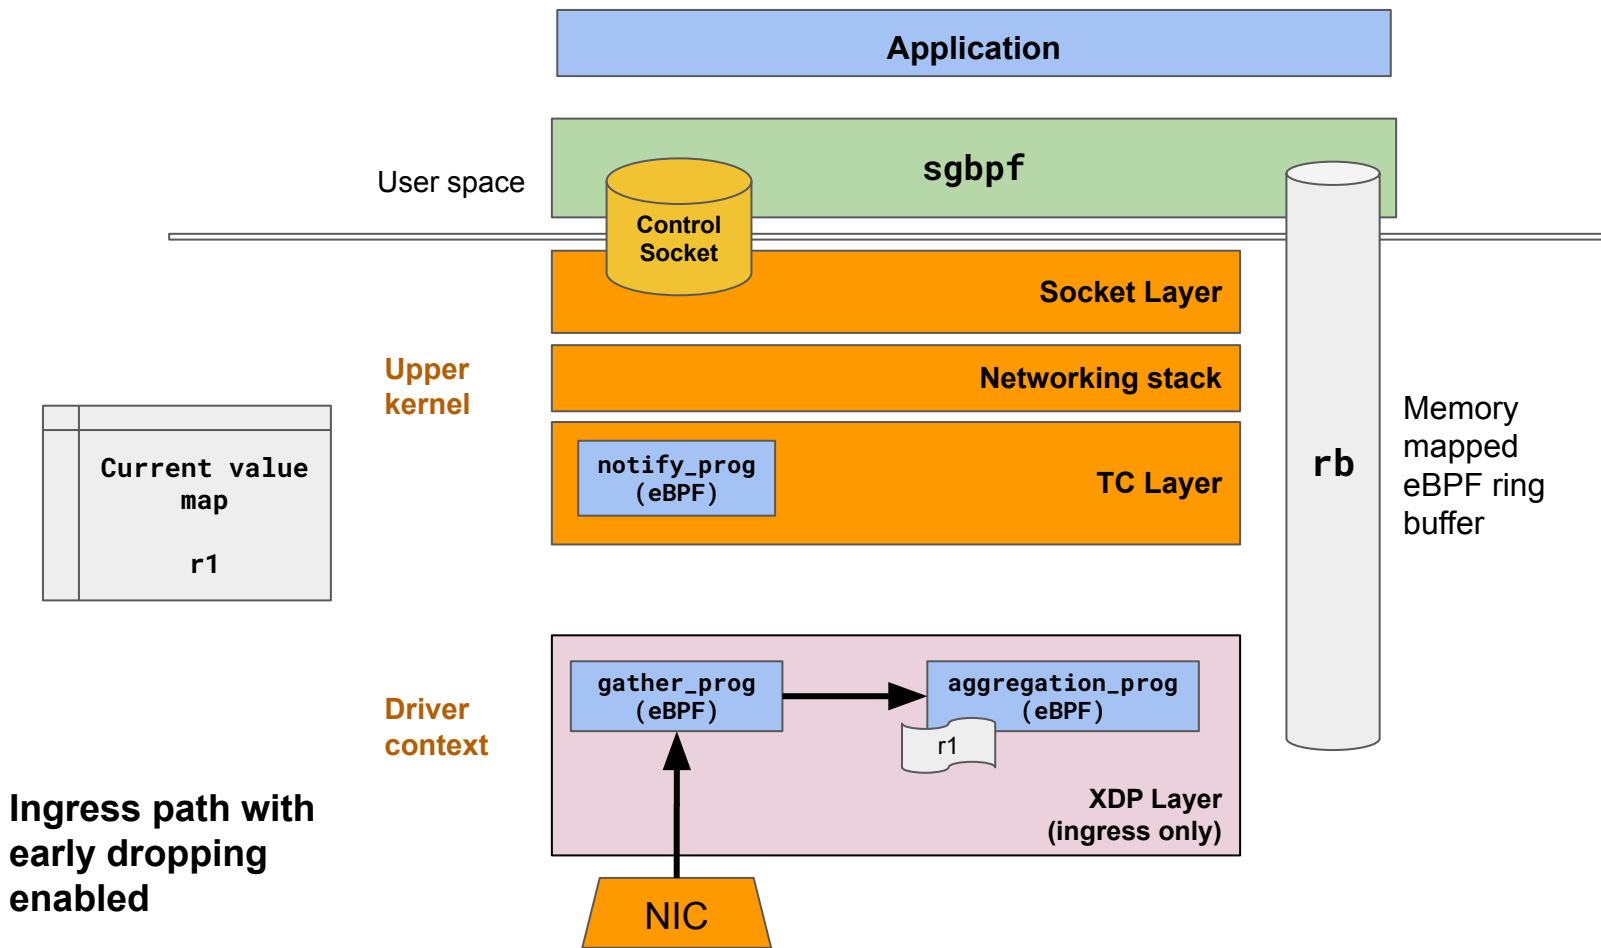 Application
sgbpf
User space
Control
Socket
Socket Layer
Upper
kernel
Networking stack
Current value
map
r1
notify_prog
(eBPF)
TC Layer
rb
Memory
mapped
eBPF ring
buffer
Driver
context
gather_prog
(eBPF)
aggregation_prog
(eBPF)
r1
XDP Layer
(ingress only)
Ingress path with
early dropping
enabled
NIC